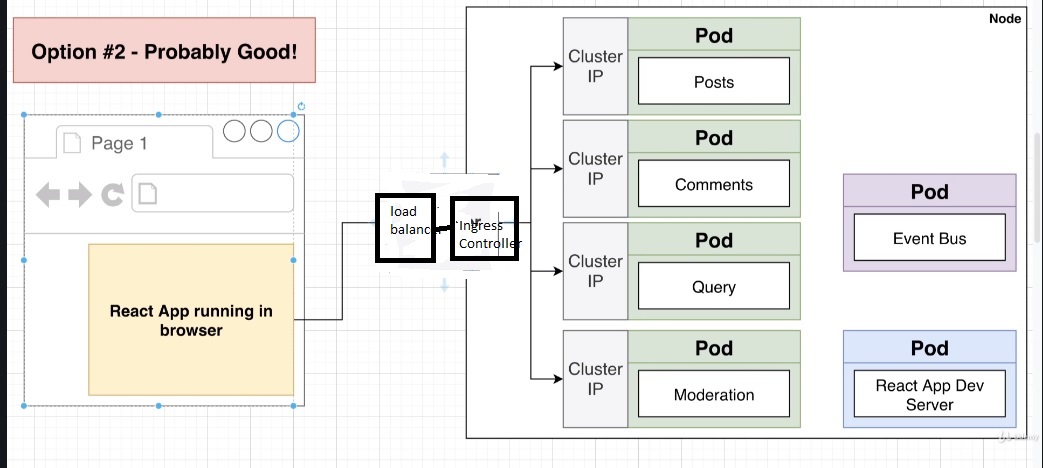 Option #2 - Probably Good!
Page 1
React App running in
browser
load
balancer
Ingress
Controller
Node
Cluster
IP
Pod
Posts
Cluster
IP
Pod
Comments
Cluster
IP
Pod
Query
Cluster
IP
Pod
Moderation
Pod
Event Bus
Pod
React App Dev
Server